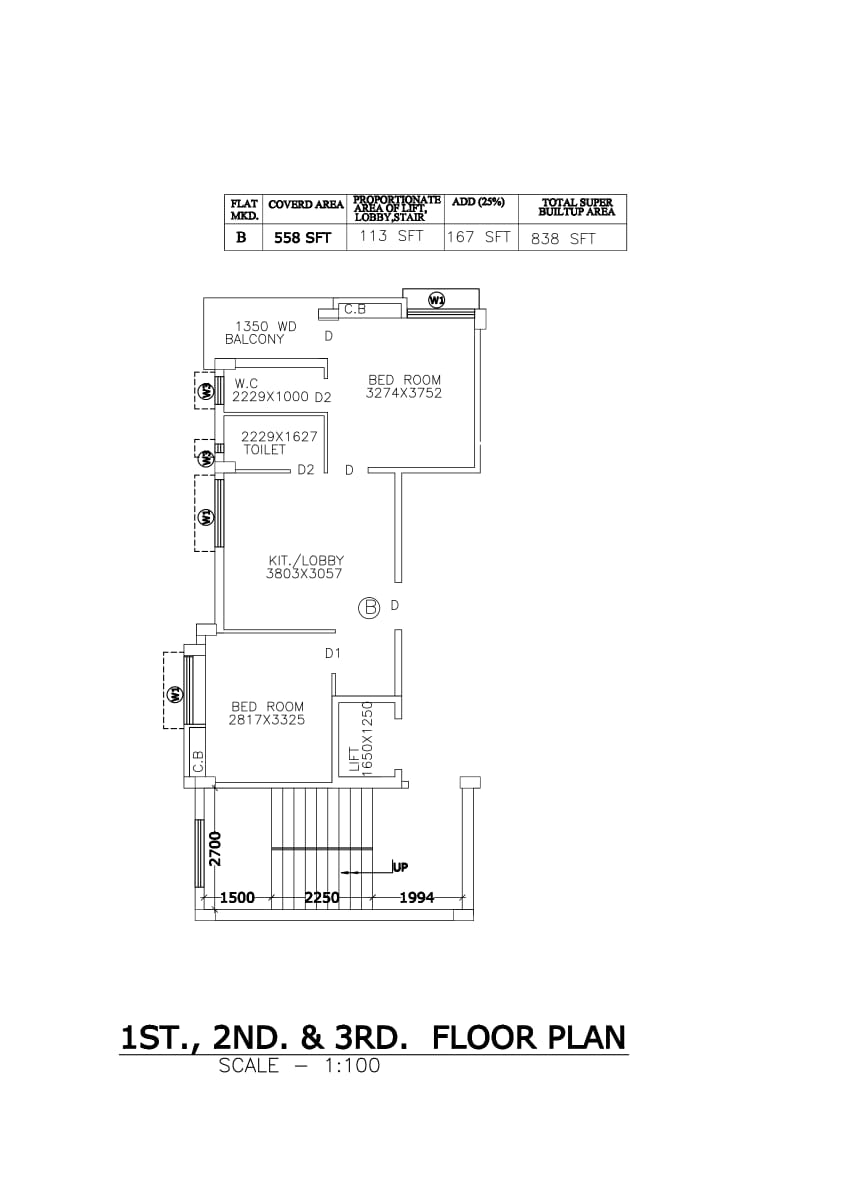 FLAT MKD.
COVERD AREA
PROPORTIONATE
AREA OF LIFT,
LOBBY,STAIR
ADD (25%)
TOTAL SUPER
BUILTUP AREA
B
558 SFT
113 SFT
167 SFT
838 SFT
W1
C.B
1350 WD
BALCONY
D
BED ROOM
3274X3752
W3
W.C
2229X1000
D2
2229X1627
TOILET
W3
D2
D
W1
KIT./LOBBY
3803X3057
B
D
D1
W1
BED ROOM
2817X3325
LIFT
1650X1250
C.B
2700
UP
1500
2250
1994
1ST., 2ND. & 3RD. FLOOR PLAN
SCALE – 1:100